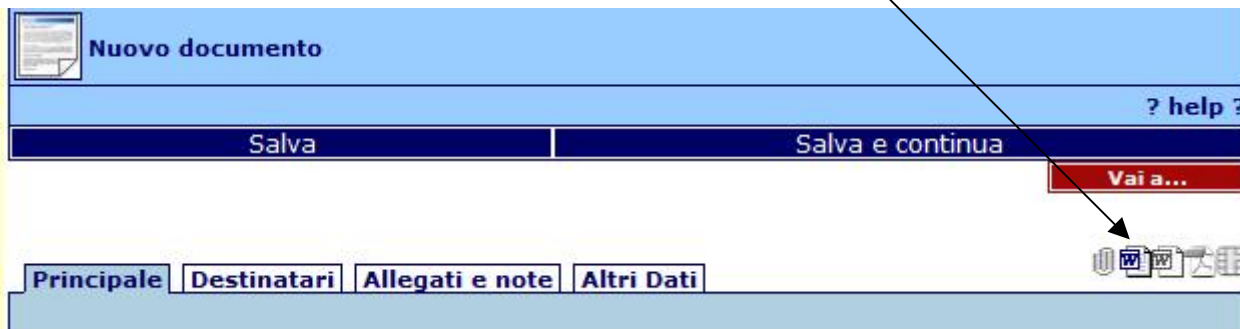 Nuovo documento
? help ?
Salva Salva e continua
Vai a...
Principale Destinatari Allegati e note Altri Dati